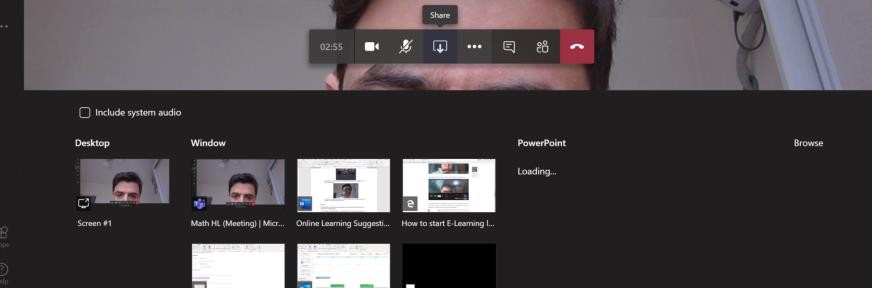 Share
02:55
Include system audio
Desktop
Window
PowerPoint
Browse
Loading...
Screen #1
Math HL (Meeting) | Micr...
Online Learning Suggesti...
How to start E-Learning I...